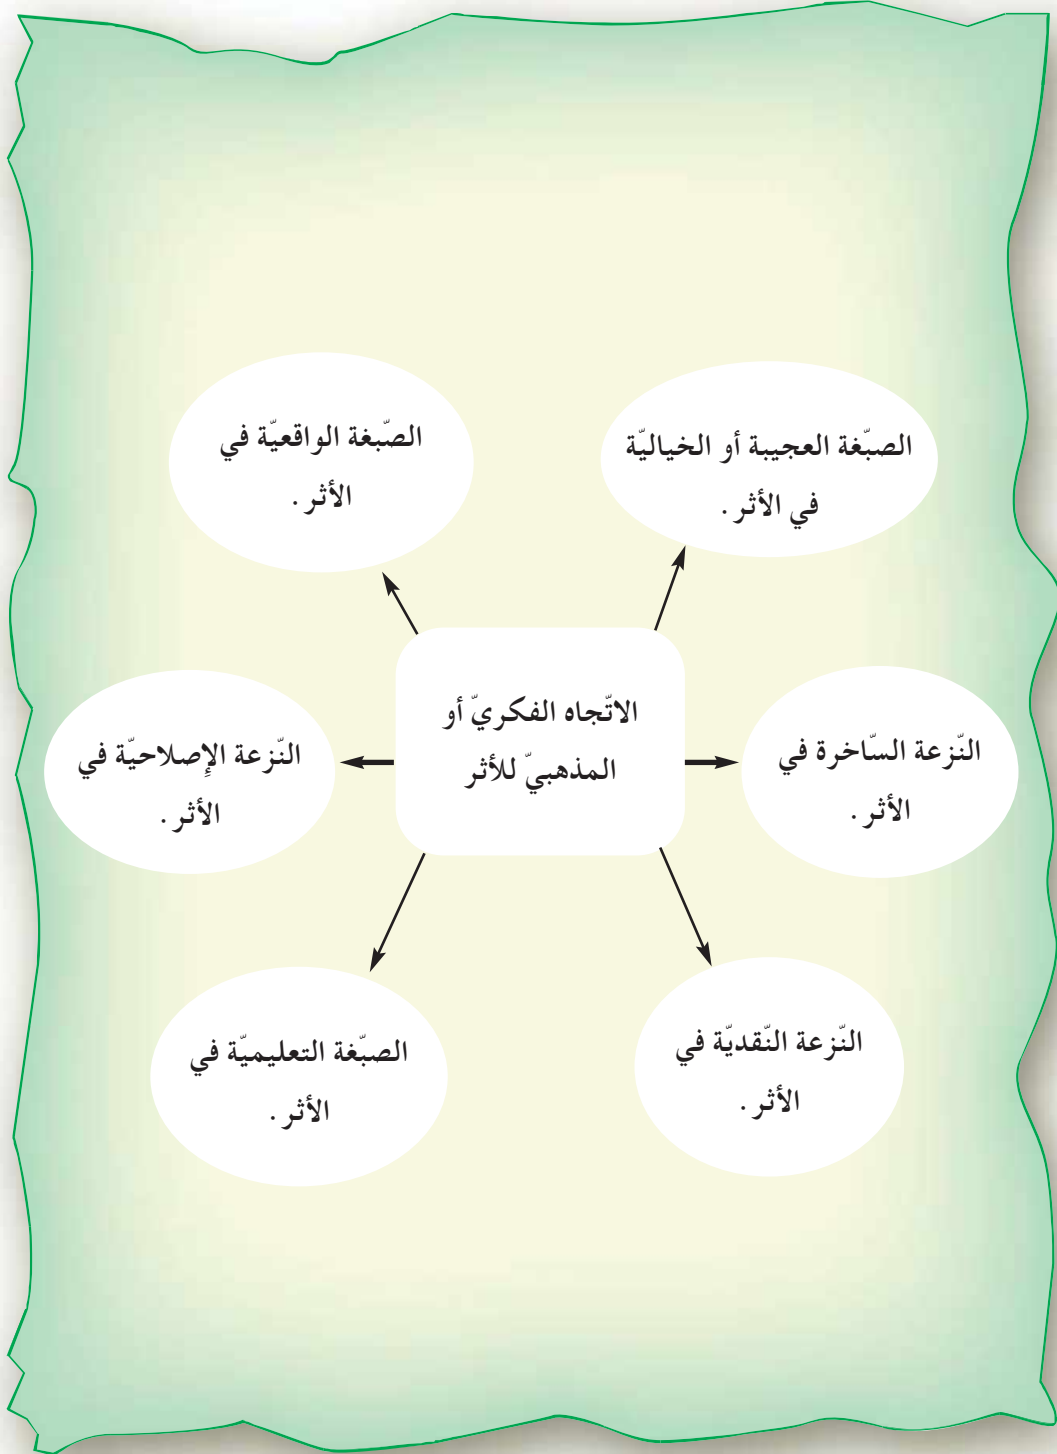 الصّبغة الواقعيّة في
الأثر .
الصبّغة العجيبة أو الخياليّة
في الأثر .
الاتّجاه الفكريّ أو
المذهبيّ للأثر
النّزعة السّاخرة في
الأثر .
النّزعة الإصلاحيّة في
الأثر .
النّزعة النّقديّة في
الأثر .
الصبّغة التعليميّة في
الأثر .